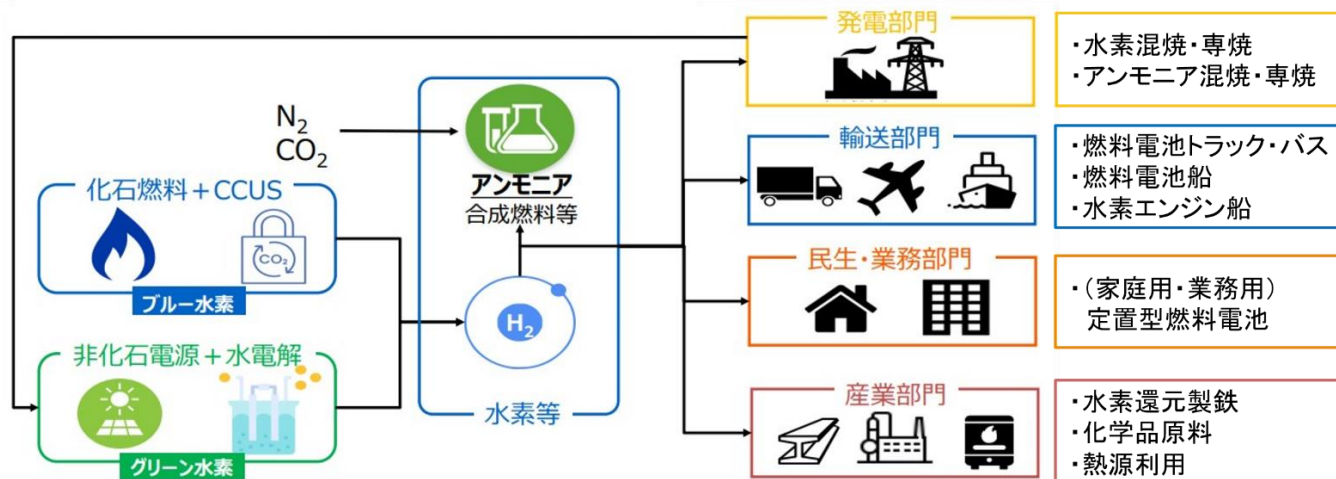 N₂
CO₂
化石燃料＋CCUS
CO₂
ブルー水素
非化石電源＋水電解
グリーン水素
アンモニア
合成燃料等
H₂
水素等
発電部門
・水素混焼・専焼
・アンモニア混焼・専焼
輸送部門
・燃料電池トラック・バス
・燃料電池船
・水素エンジン船
民生・業務部門
・（家庭用・業務用）
定置型燃料電池
産業部門
・水素還元製鉄
・化学品原料
・熱源利用